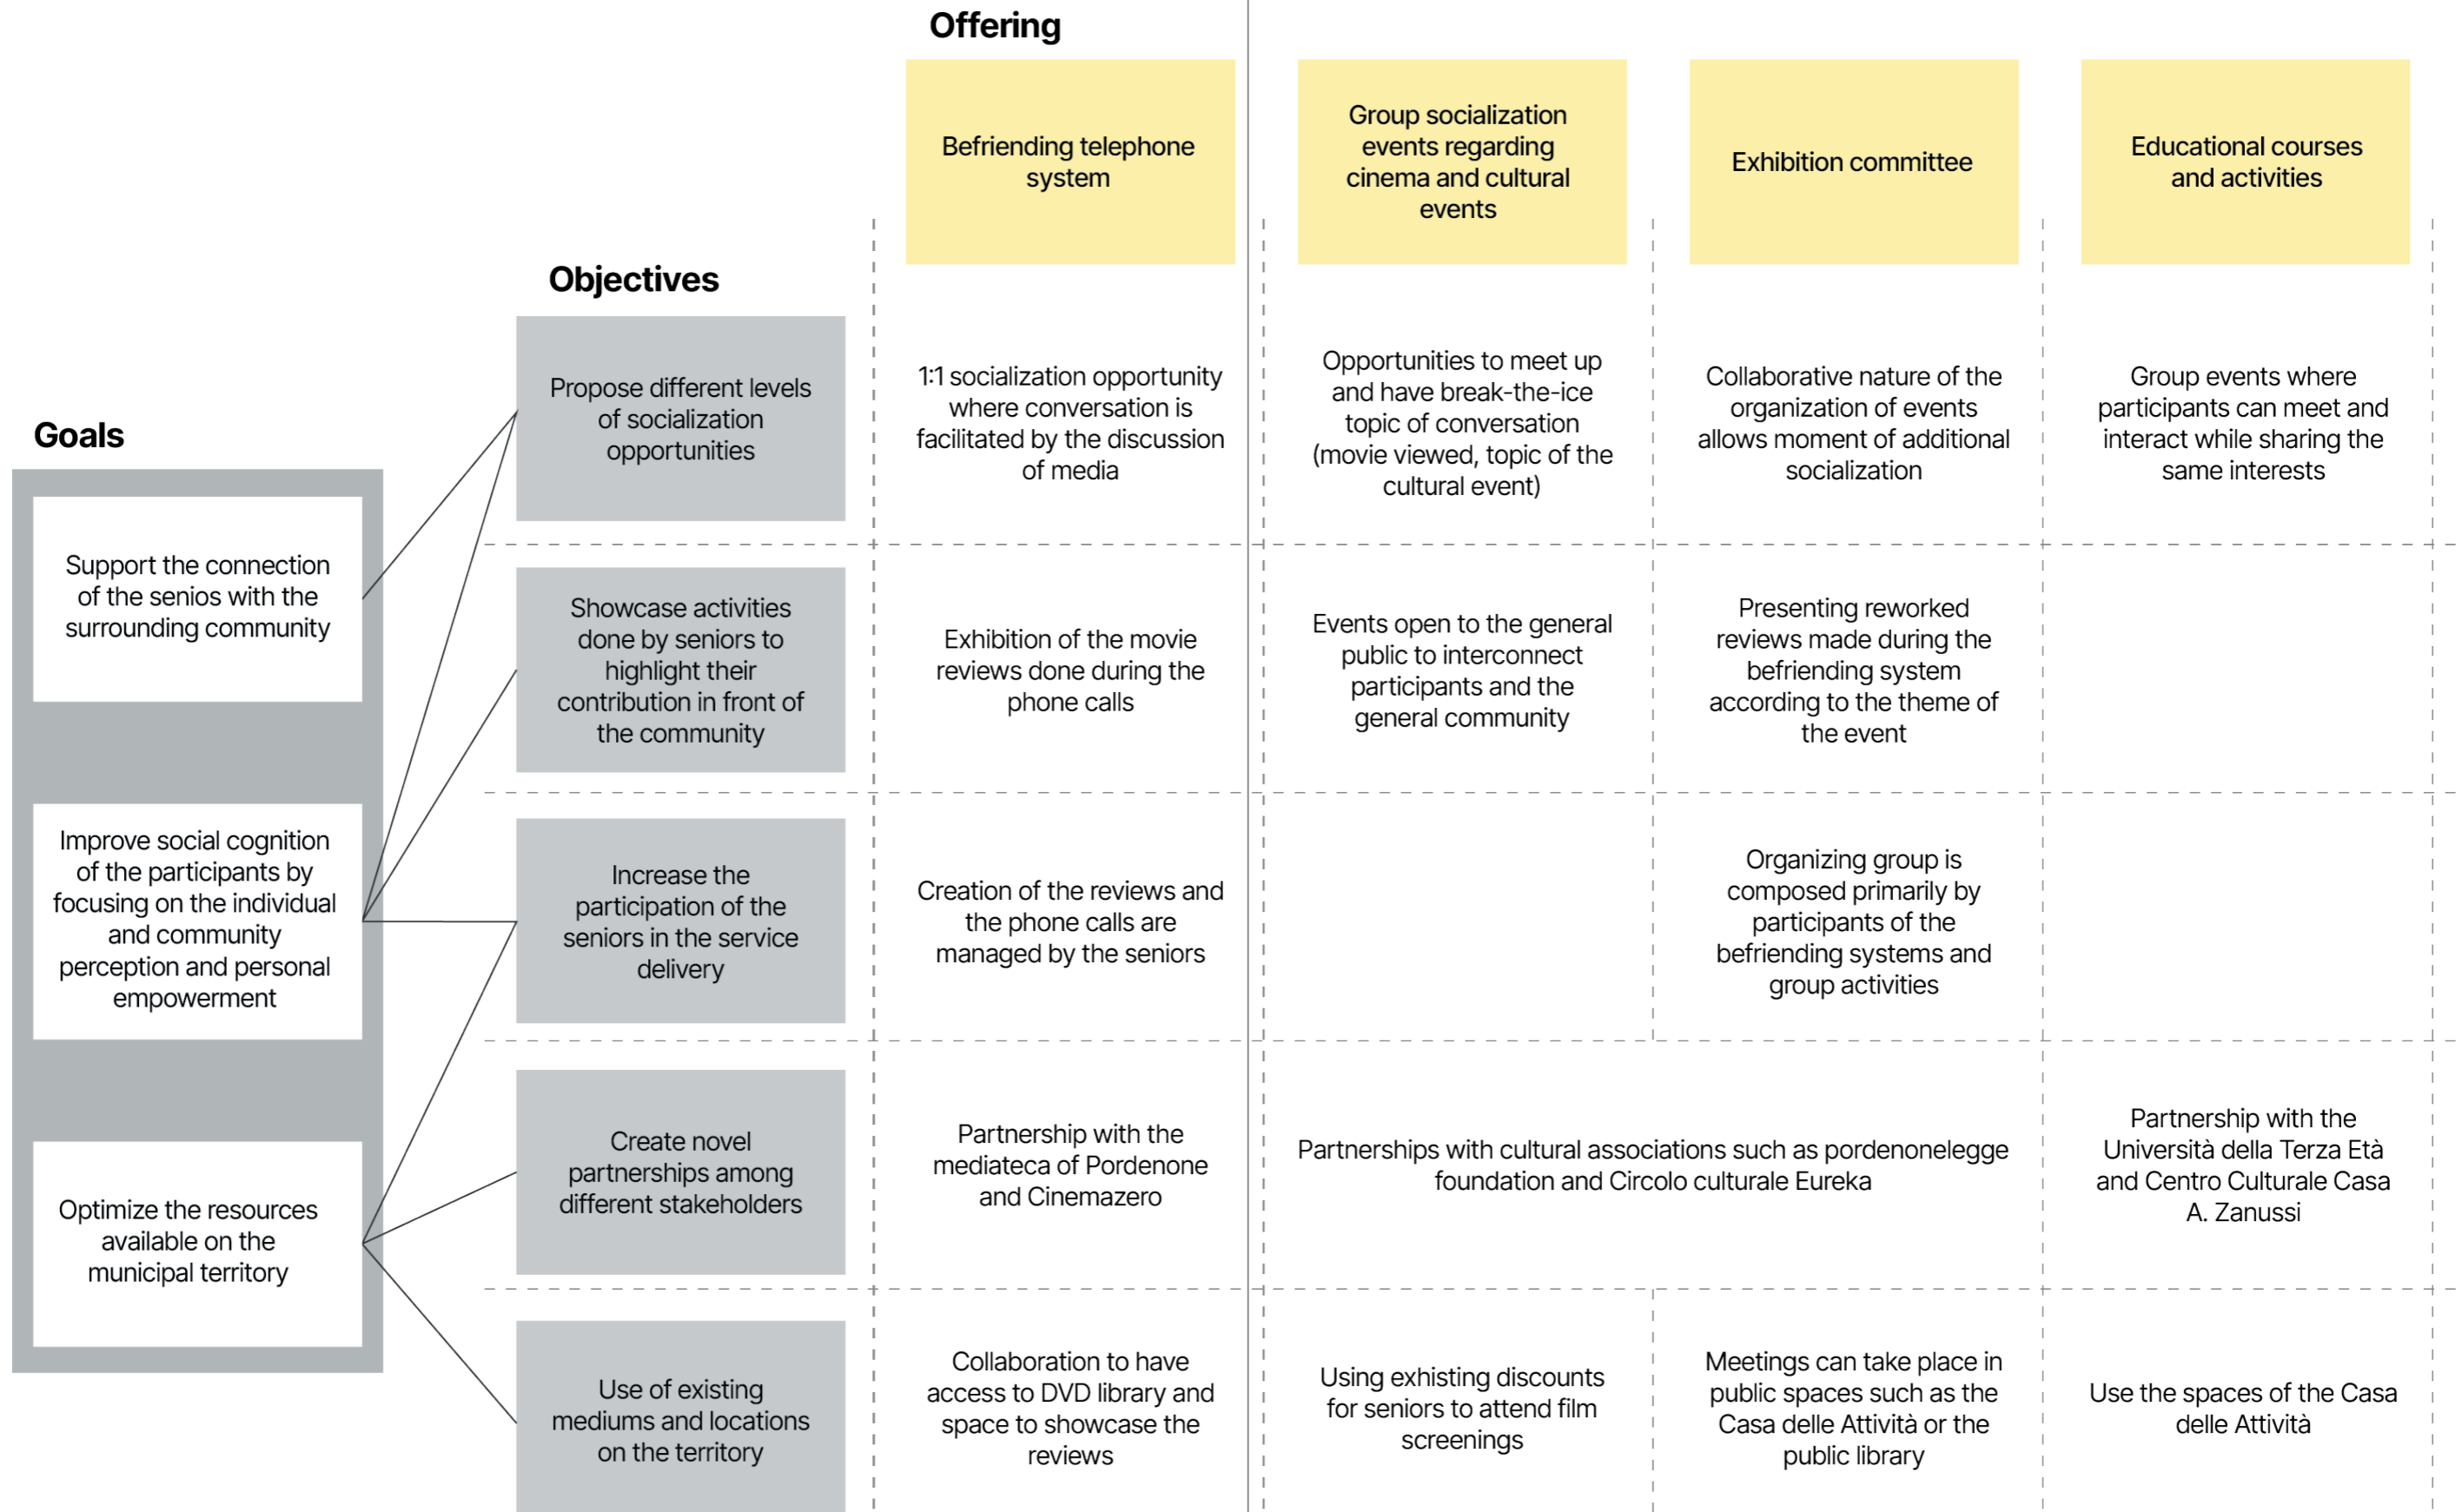 Offering
Befriending telephone
system
Group socialization
events regarding
cinema and cultural
events
Exhibition committee
Educational courses
and activities
Objectives
Goals
Support the connection
of the senios with the
surrounding community
Improve social cognition
of the participants by
focusing on the individual
and community
perception and personal
empowerment
Optimize the resources
available on the
municipal territory
Propose different levels
of socialization
opportunities
1:1 socialization opportunity
where conversation is
facilitated by the discussion
of media
Opportunities to meet up
and have break-the-ice
topic of conversation
(movie viewed, topic of the
cultural event)
Collaborative nature of the
organization of events
allows moment of additional
socialization
Group events where
participants can meet and
interact while sharing the
same interests
Showcase activities
done by seniors to
highlight their
contribution in front of
the community
Exhibition of the movie
reviews done during the
phone calls
Events open to the general
public to interconnect
participants and the
general community
Presenting reworked
reviews made during the
befriending system
according to the theme of
the event
Increase the
participation of the
seniors in the service
delivery
Creation of the reviews and
the phone calls are
managed by the seniors
Organizing group is
composed primarily by
participants of the
befriending systems and
group activities
Create novel
partnerships among
different stakeholders
Partnership with the
mediateca of Pordenone
and Cinemazero
Partnerships with cultural associations such as pordenonelegge
foundation and Circolo culturale Eureka
Partnership with the
Università della Terza Età
and Centro Culturale Casa
A. Zanussi
Use of existing
mediums and locations
on the territory
Collaboration to have
access to DVD library and
space to showcase the
reviews
Using exhisting discounts
for seniors to attend film
screenings
Meetings can take place in
public spaces such as the
Casa delle Attività or the
public library
Use the spaces of the Casa
delle Attività